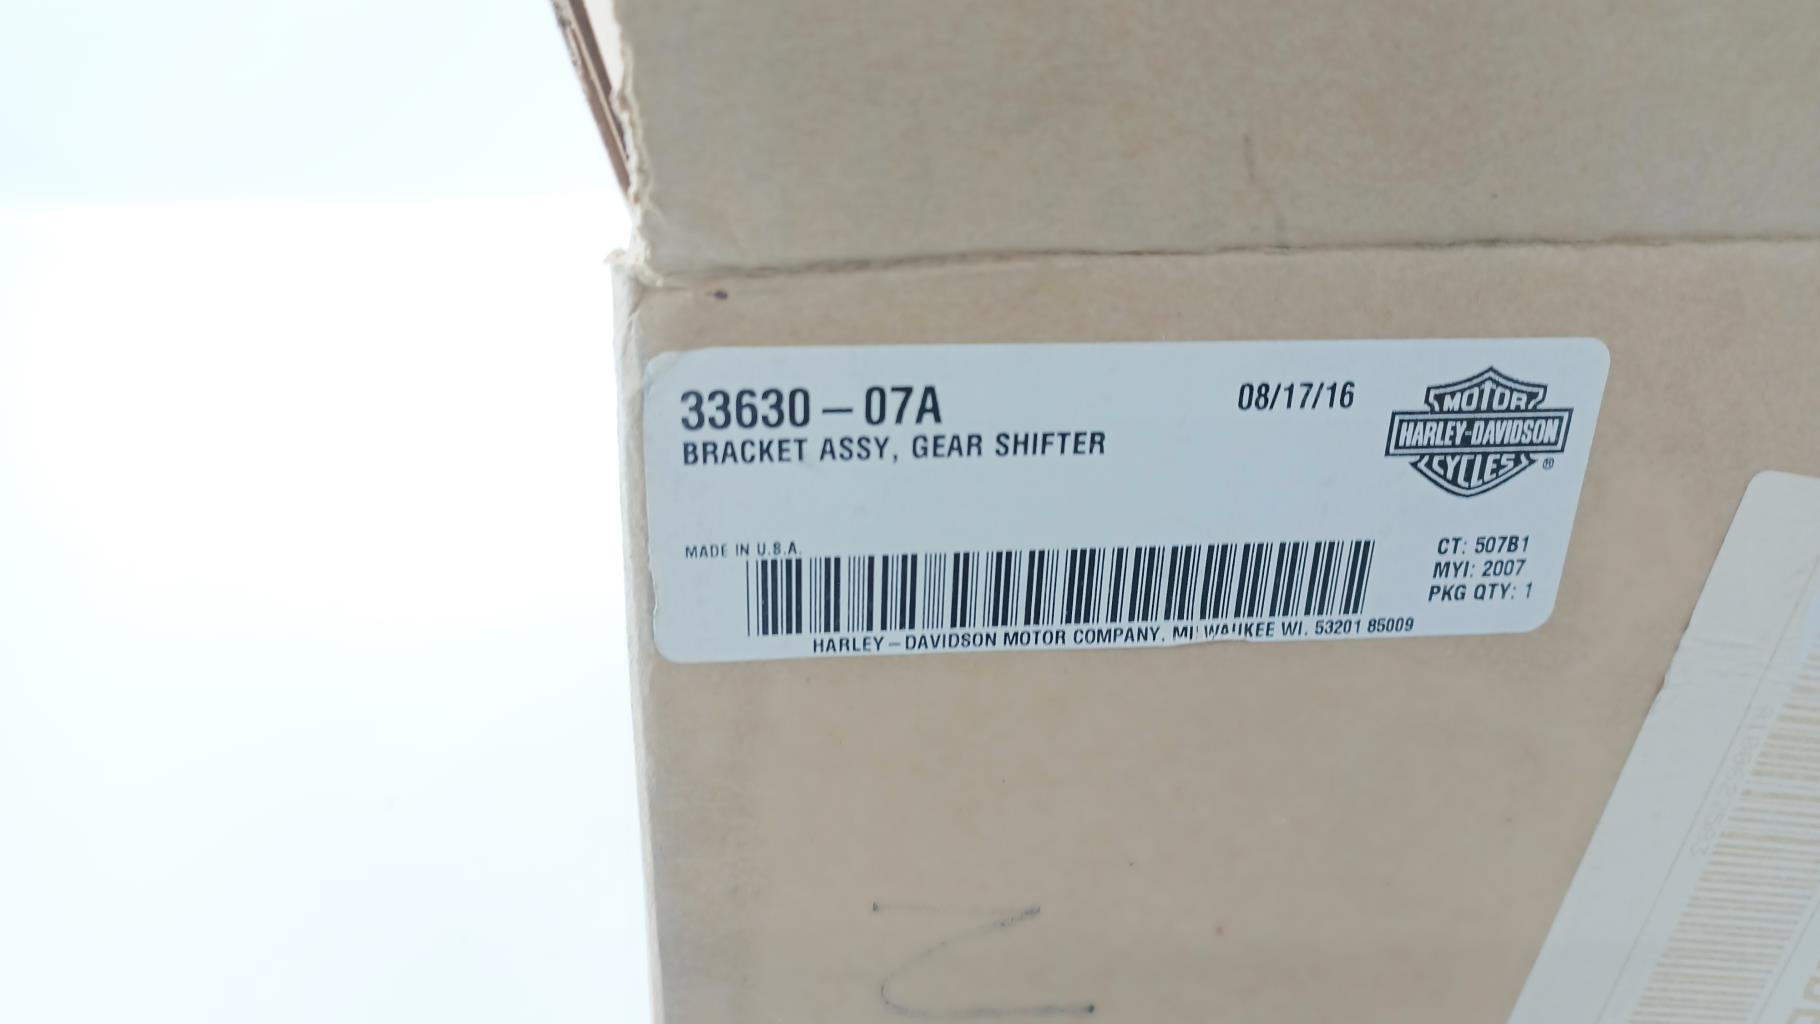 33630-07A
08/17/16
BRACKET ASSY, GEAR SHIFTER
MOTOR
HARLEY-DAVIDSON
CYCLES
®
MADE IN U.S.A.
CT: 507B1
MYI: 2007
PKG QTY: 1
HARLEY-DAVIDSON MOTOR COMPANY, MILWAUKEE WI. 53201 85009